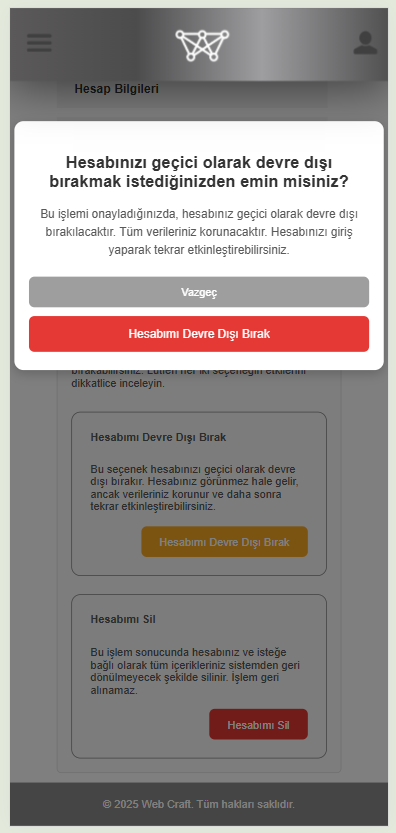 Hesap Bilgileri
Hesabınızı geçici olarak devre dışı
bırakmak istediğinizden emin misiniz?
Bu işlemi onayladığınızda, hesabınız geçici olarak devre dışı
bırakılacaktır. Tüm verileriniz korunacaktır. Hesabınızı giriş
yaparak tekrar etkinleştirebilirsiniz.
Vazgeç
Hesabımı Devre Dışı Bırak
bırakabilirsiniz. Lütfen her iki seçeneğin etkilerini
dikkatlice inceleyin.
Hesabımı Devre Dışı Bırak
Bu seçenek hesabınızı geçici olarak devre
dışı bırakır. Hesabınız görünmez hale gelir,
ancak verileriniz korunur ve daha sonra
tekrar etkinleştirebilirsiniz.
Hesabımı Devre Dışı Bırak
Hesabımı Sil
Bu işlem sonucunda hesabınız ve isteğe
bağlı olarak tüm içerikleriniz sistemden geri
dönülmeyecek şekilde silinir. İşlem geri
alınamaz.
Hesabımı Sil
© 2025 Web Craft. Tüm hakları saklıdır.